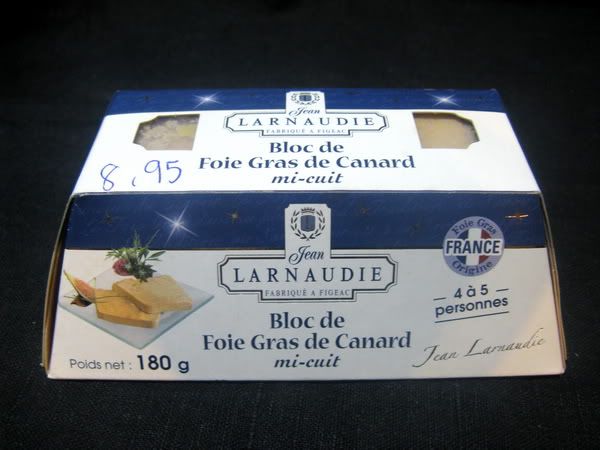 Jean
LARNAUDIE
FABRIQUÉ A FIGEAC
Bloc de
Foie Gras de Canard
mi-cuit
8,95
Jean
LARNAUDIE
FABRIQUÉ A FIGEAC
Bloc de
Foie Gras de Canard
mi-cuit
Poids net : 180 g
Foie Gras
FRANCE
Origine
4 à 5
personnes
Jean Larnaudie